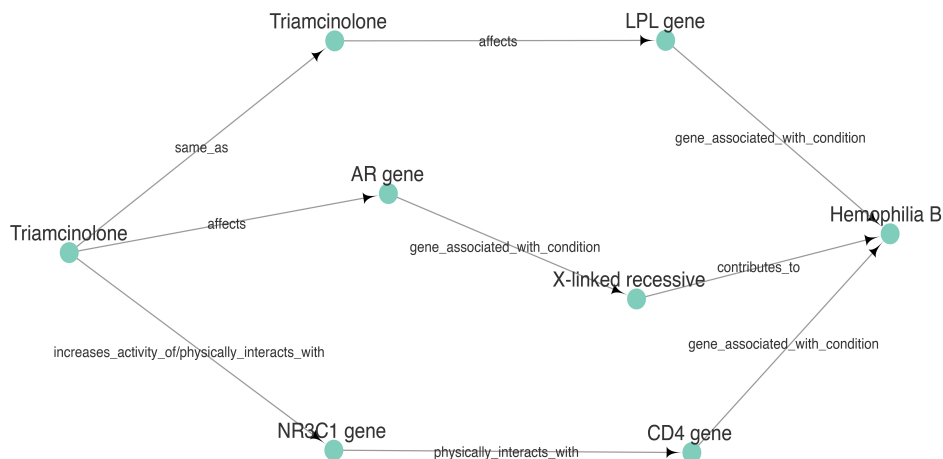 Triamcinolone
LPL gene
affects
gene_associated_with_condition
same_as
AR gene
Triamcinolone
affects
Hemophilia B
gene_associated_with_condition
contributes_to
X-linked recessive
gene_associated_with_condition
increases_activity_of/physically_interacts_with
NR3C1 gene
CD4 gene
physically_interacts_with